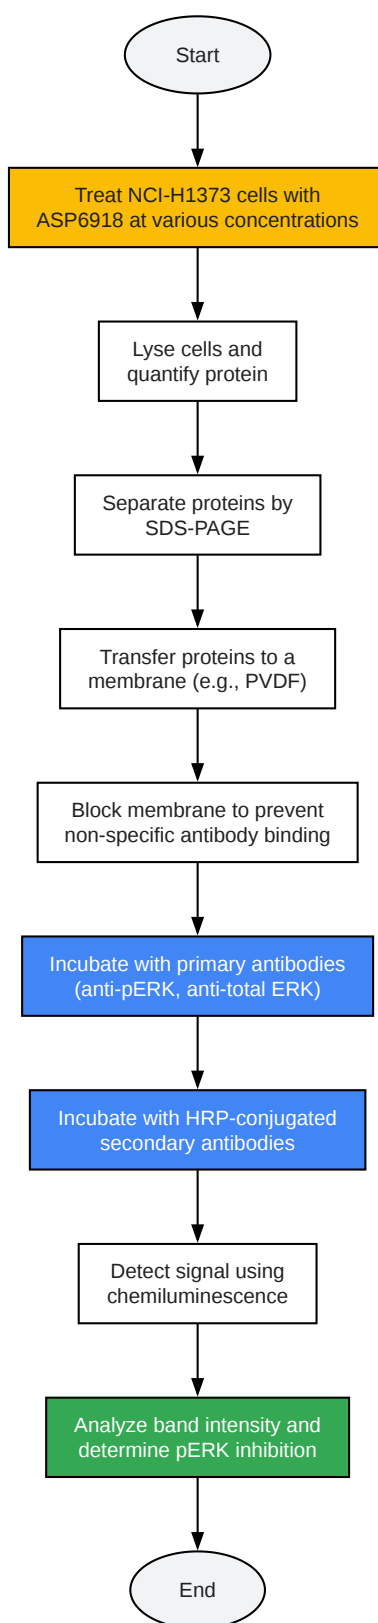 Start
Treat NCI-H1373 cells with
ASP6918 at various concentrations
Lyse cells and
quantify protein
Separate proteins by
SDS-PAGE
Transfer proteins to a
membrane (e.g., PVDF)
Block membrane to prevent
non-specific antibody binding
Incubate with primary antibodies
(anti-pERK, anti-total ERK)
Incubate with HRP-conjugated
secondary antibodies
Detect signal using
chemiluminescence
Analyze band intensity and
determine pERK inhibition
End